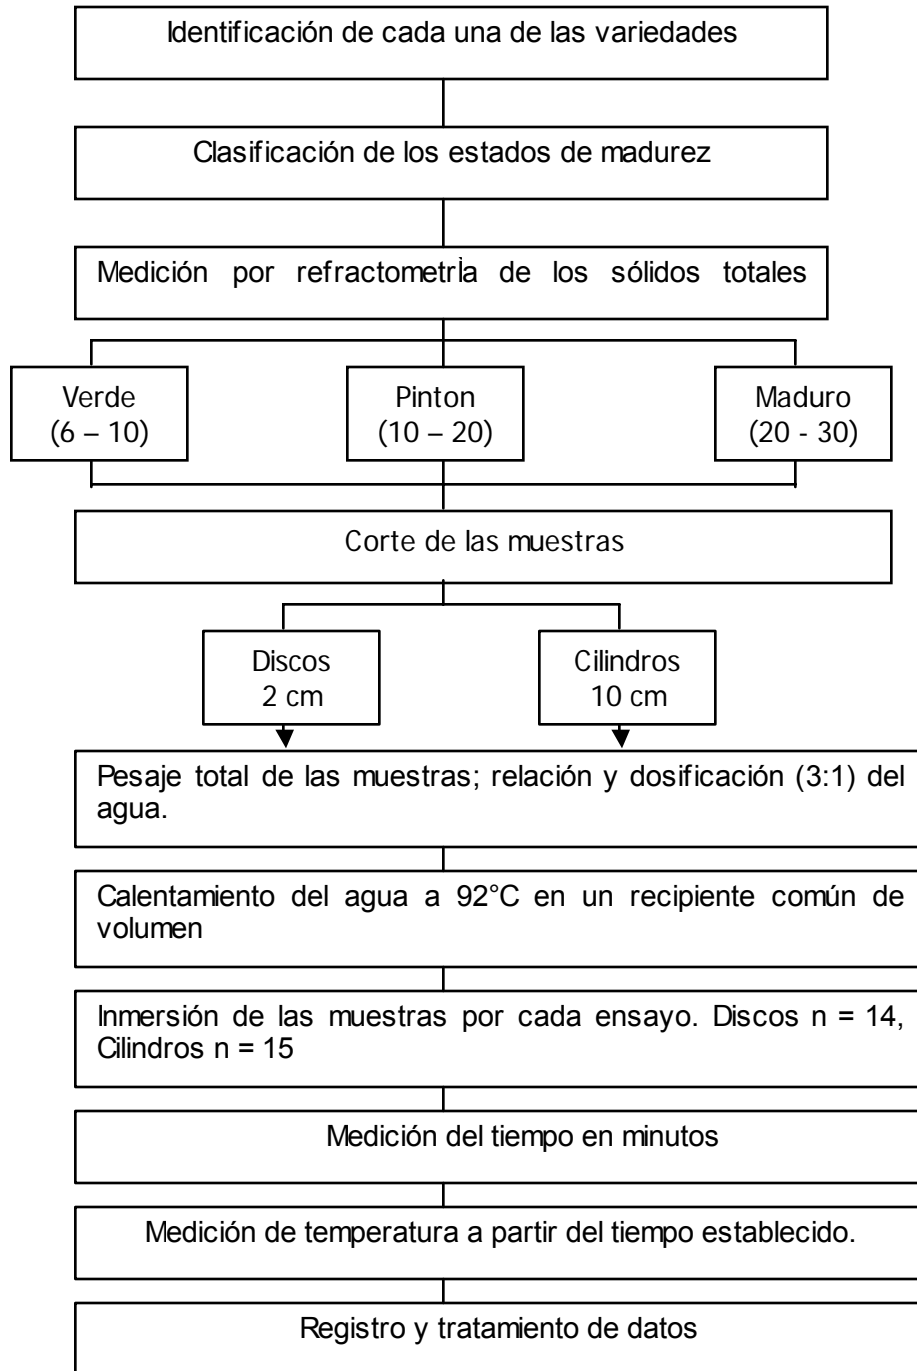 Identificación de cada una de las variedades
Clasificación de los estados de madurez
Medición por refractometrìa de los sólidos totales
Verde
(6 – 10)
Pinton
(10 – 20)
Maduro
(20 - 30)
Corte de las muestras
Discos
2 cm
Cilindros
10 cm
Pesaje total de las muestras; relación y dosificación (3:1) del
agua.
Calentamiento del agua a 92°C en un recipiente común de
volumen
Inmersión de las muestras por cada ensayo. Discos n = 14,
Cilindros n = 15
Medición del tiempo en minutos
Medición de temperatura a partir del tiempo establecido.
Registro y tratamiento de datos